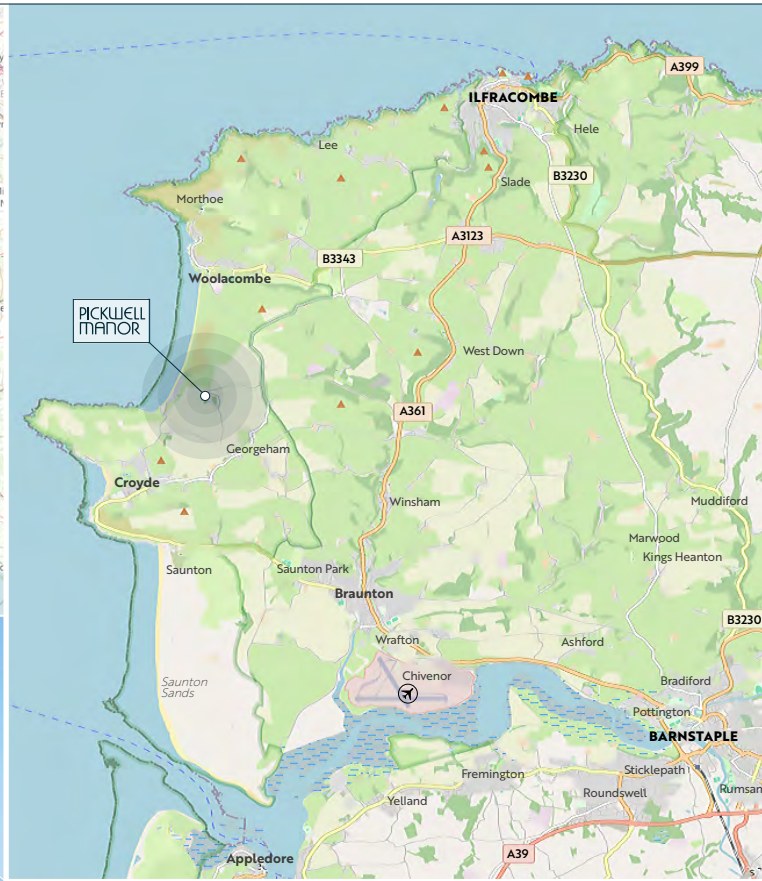 A399
ILFRACOMBE
Hele
Lee
B3230
Slade
Morthoe
A3123
B3343
Woolacombe
PICKWELL
MANOR
West Down
A361
Georgeham
Croyde
Winsham
Muddiford
Marwood
Kings Heanton
Saunton
Saunton Park
Braunton
B3230
Wrafton
Ashford
Chivenor
Bradiford
Saunton
Sands
Pottington
BARNSTAPLE
Fremington
Sticklepath
Roundswell
Rumsam
Yelland
A39
Appledore